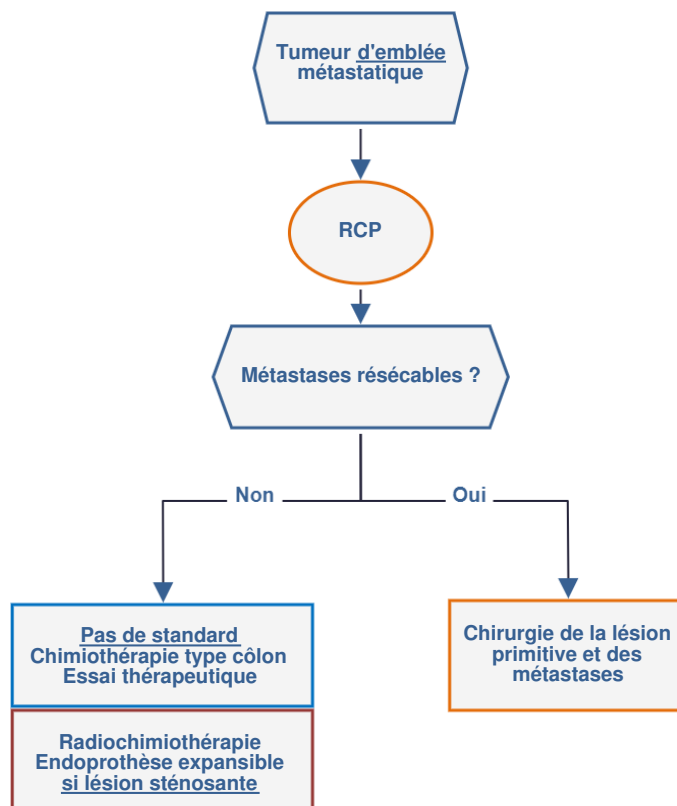 Tumeur d'emblée
métastatique
RCP
Métastases résécables ?
Non
Oui
Pas de standard
Chimiothérapie type côlon
Essai thérapeutique
Chirurgie de la lésion
primitive et des
métastases
Radiochimiothérapie
Endoprothèse expansible
si lésion sténosante